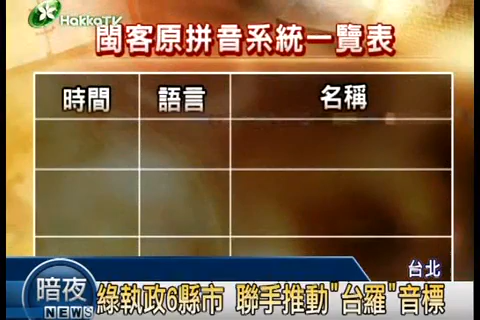 HakkaTV
閩客原拼音系統一覽表
時間 語言 名稱
台北
暗夜 NEWS
綠執政6縣市 聯手推動"台羅"音標